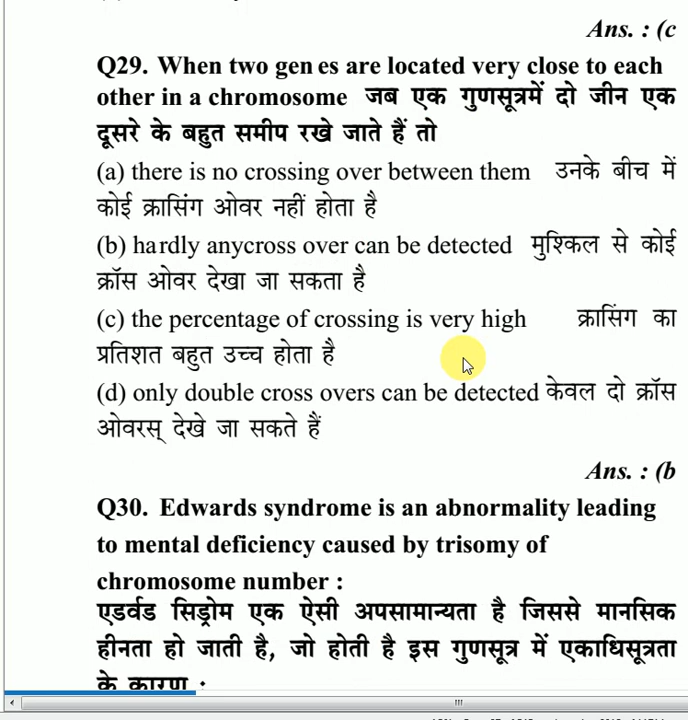 Ans. : (c
Q29. When two gen es are located very close to each
other in a chromosome जब एक गुणसूत्रमें दो जीन एक
दूसरे के बहुत समीप रखे जाते हैं तो
(a) there is no crossing over between them उनके बीच में
कोई क्रासिंग ओवर नहीं होता है
(b) hardly anycross over can be detected मुश्किल से कोई
क्रॉस ओवर देखा जा सकता है
(c) the percentage of crossing is very high क्रासिंग का
प्रतिशत बहुत उच्च होता है
(d) only double cross overs can be detected केवल दो क्रॉस
ओवरस् देखे जा सकते हैं
Ans. : (b
Q30. Edwards syndrome is an abnormality leading
to mental deficiency caused by trisomy of
chromosome number :
एडर्वड सिड्रोम एक ऐसी अपसामान्यता है जिससे मानसिक
हीनता हो जाती है, जो होती है इस गुणसूत्र में एकाधिसूत्रता
के कारण :